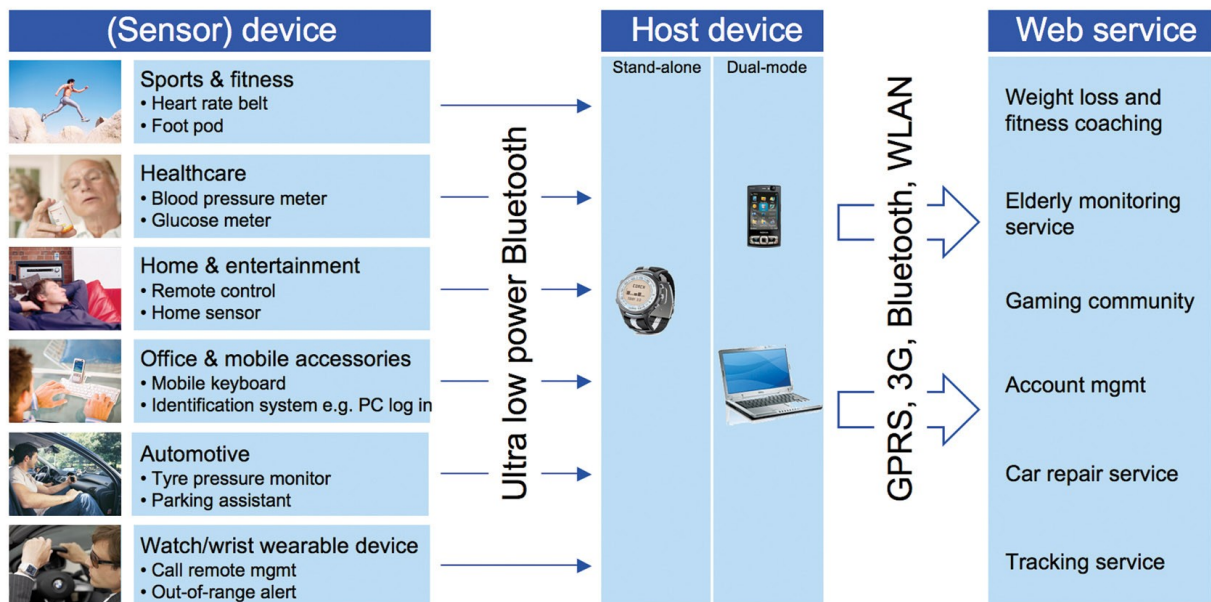 (Sensor) device
Sports & fitness
• Heart rate belt
• Foot pod
Healthcare
• Blood pressure meter
• Glucose meter
Home & entertainment
• Remote control
• Home sensor
Office & mobile accessories
• Mobile keyboard
• Identification system e.g. PC log in
Automotive
• Tyre pressure monitor
• Parking assistant
Watch/wrist wearable device
• Call remote mgmt
• Out-of-range alert
Ultra low power Bluetooth
Host device
Stand-alone
Dual-mode
GPRS, 3G, Bluetooth, WLAN
Web service
Weight loss and
fitness coaching
Elderly monitoring
service
Gaming community
Account mgmt
Car repair service
Tracking service